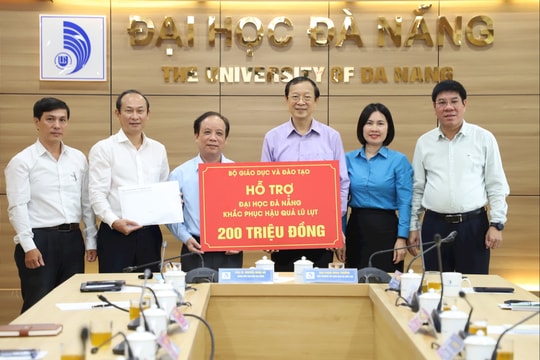 ĐẠI HỌC ĐÀ NẴNG
THE UNIVERSITY OF DA NANG
BỘ GIÁO DỤC VÀ ĐÀO TẠO
HỖ TRỢ
ĐẠI HỌC ĐÀ NẴNG
KHẮC PHỤC HẬU QUẢ LŨ LỤT
200 TRIỆU ĐỒNG